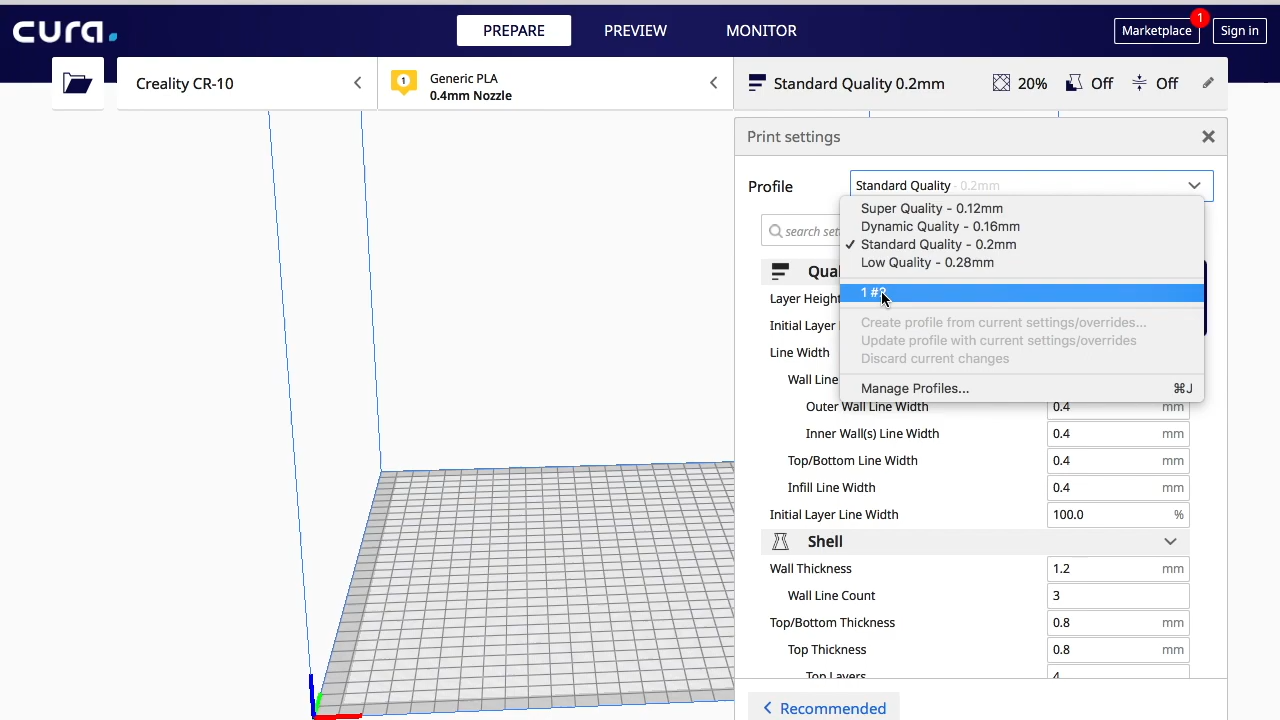 cura.
PREPARE
PREVIEW
MONITOR
Marketplace
1
Sign in
Creality CR-10
1
Generic PLA
0.4mm Nozzle
Standard Quality 0.2mm
20%
Off
Off
Print settings
Profile
Standard Quality - 0.2mm
search
Super Quality - 0.12mm
Dynamic Quality - 0.16mm
✓ Standard Quality - 0.2mm
Low Quality - 0.28mm
1 #2
Create profile from current settings/overrides...
Update profile with current settings/overrides
Discard current changes
Manage Profiles... ⌘J
Layer Height
Initial Layer
Line Width
Wall Line
Outer Wall Line Width 0.4 mm
Inner Wall(s) Line Width 0.4 mm
Top/Bottom Line Width 0.4 mm
Infill Line Width 0.4 mm
Initial Layer Line Width 100.0 %
Shell
Wall Thickness 1.2 mm
Wall Line Count 3
Top/Bottom Thickness 0.8 mm
Top Thickness 0.8 mm
Top Layers 4
Recommended